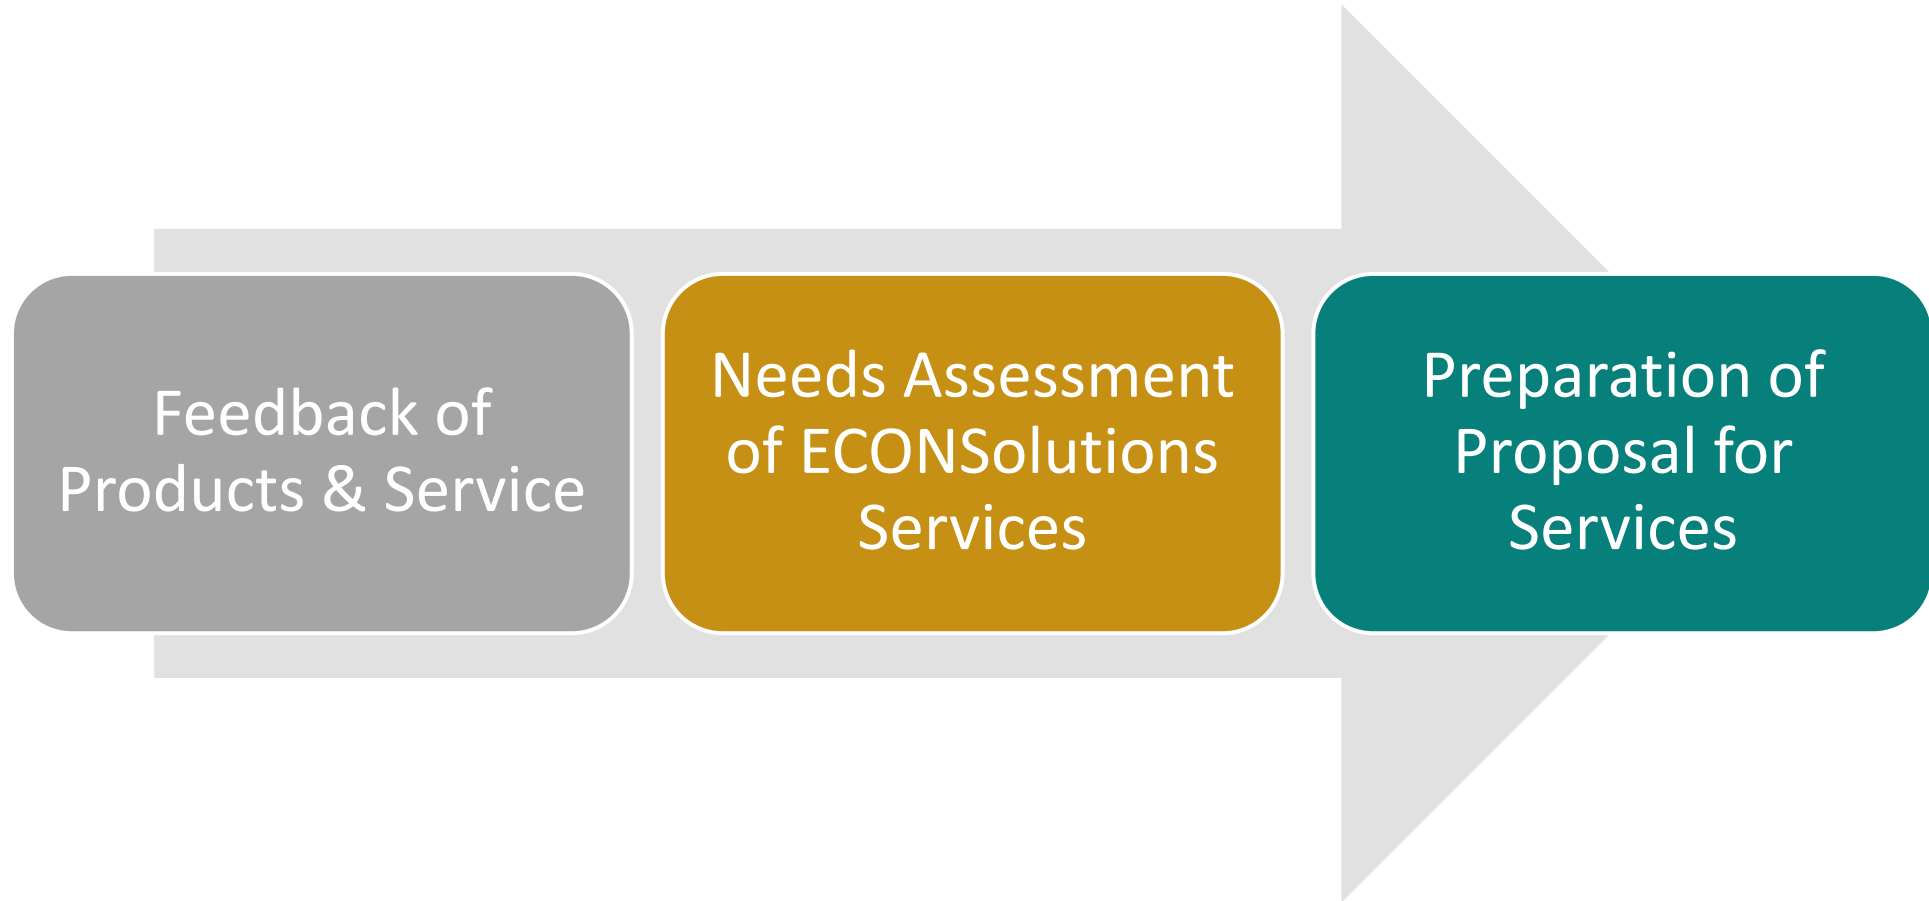 Feedback of
Products & Service
Needs Assessment
of ECONSolutions
Services
Preparation of
Proposal for
Services